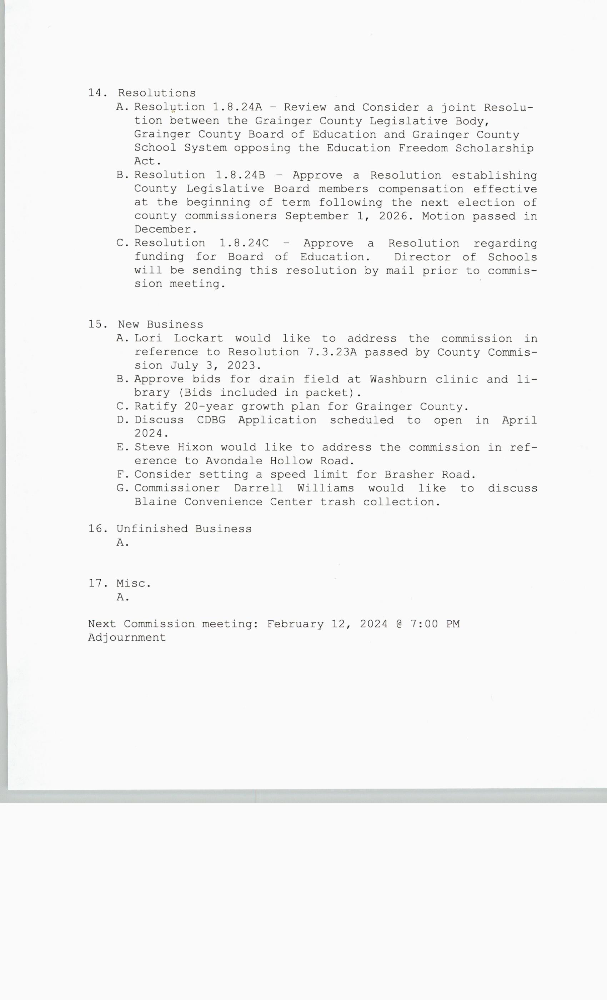 14. Resolutions
A. Resolution 1.8.24A – Review and Consider a joint Resolu-
tion between the Grainger County Legislative Body,
Grainger County Board of Education and Grainger County
School System opposing the Education Freedom Scholarship
Act.
B. Resolution 1.8.24B – Approve a Resolution establishing
County Legislative Board members compensation effective
at the beginning of term following the next election of
county commissioners September 1, 2026. Motion passed in
December.
C. Resolution 1.8.24C – Approve a Resolution regarding
funding for Board of Education. Director of Schools
will be sending this resolution by mail prior to commis-
sion meeting.
15. New Business
A. Lori Lockart would like to address the commission in
reference to Resolution 7.3.23A passed by County Commis-
sion July 3, 2023.
B. Approve bids for drain field at Washburn clinic and li-
brary (Bids included in packet).
C. Ratify 20-year growth plan for Grainger County.
D. Discuss CDBG Application scheduled to open in April
2024.
E. Steve Hixon would like to address the commission in ref-
erence to Avondale Hollow Road.
F. Consider setting a speed limit for Brasher Road.
G. Commissioner Darrell Williams would like to discuss
Blaine Convenience Center trash collection.
16. Unfinished Business
A.
17. Misc.
A.
Next Commission meeting: February 12, 2024 @ 7:00 PM
Adjournment